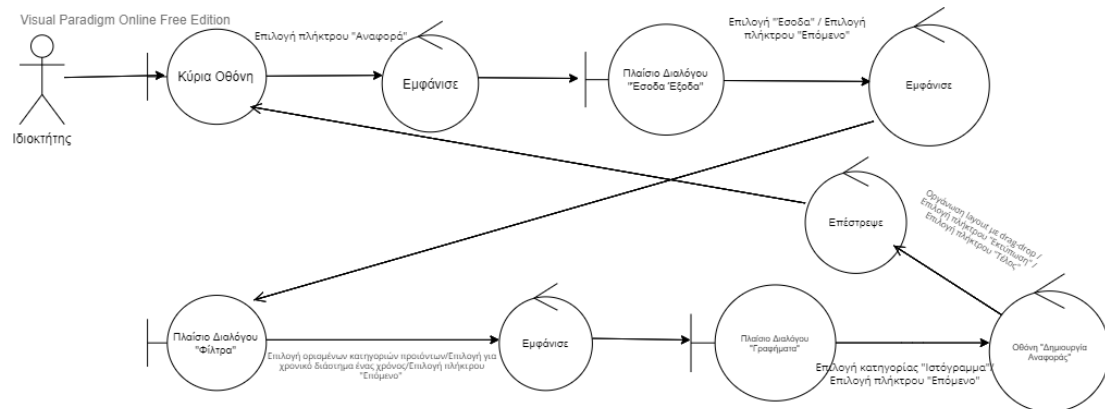 Visual Paradigm Online Free Edition
Ιδιοκτήτης
Κύρια Οθόνη
Επιλογή πλήκτρου "Αναφορά"
Εμφάνισε
Πλαίσιο Διαλόγου
"Έσοδα Έξοδα"
Επιλογή "Έσοδα" / Επιλογή
πλήκτρου "Επόμενο"
Εμφάνισε
Επέστρεψε
Οργάνωση layout με drag-drop /
Επιλογή πλήκτρου "Εκτύπωση" /
Επιλογή πλήκτρου "Τέλος"
Πλαίσιο Διαλόγου
"Φίλτρα"
Επιλογή ορισμένων κατηγοριών προιόντων/Επιλογή για
χρονικό διάστημα ένας χρόνος/Επιλογή πλήκτρου
"Επόμενο"
Εμφάνισε
Πλαίσιο Διαλόγου
"Γραφήματα"
Επιλογή κατηγορίας "Ιστόγραμμα"/
Επιλογή πλήκτρου "Επόμενο"
Οθόνη "Δημιουργία
Αναφοράς"